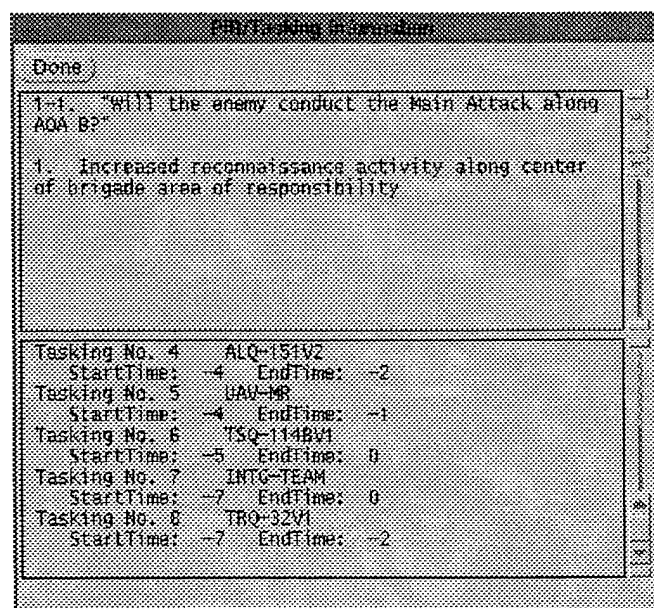 PIR/Tasking Information
Done
1-1. "Will the enemy conduct the Main Attack along
AOA B?"
1. Increased reconnaissance activity along center
of brigade area of responsibility
Tasking No. 4 ALQ-151V2
StartTime: -4 EndTime: -2
Tasking No. 5 UAV-MR
StartTime: -4 EndTime: -1
Tasking No. 6 TSQ-114BV1
StartTime: -5 EndTime: 0
Tasking No. 7 INTG-TEAM
StartTime: -7 EndTime: 0
Tasking No. 8 TRQ-32V1
StartTime: -7 EndTime: -2